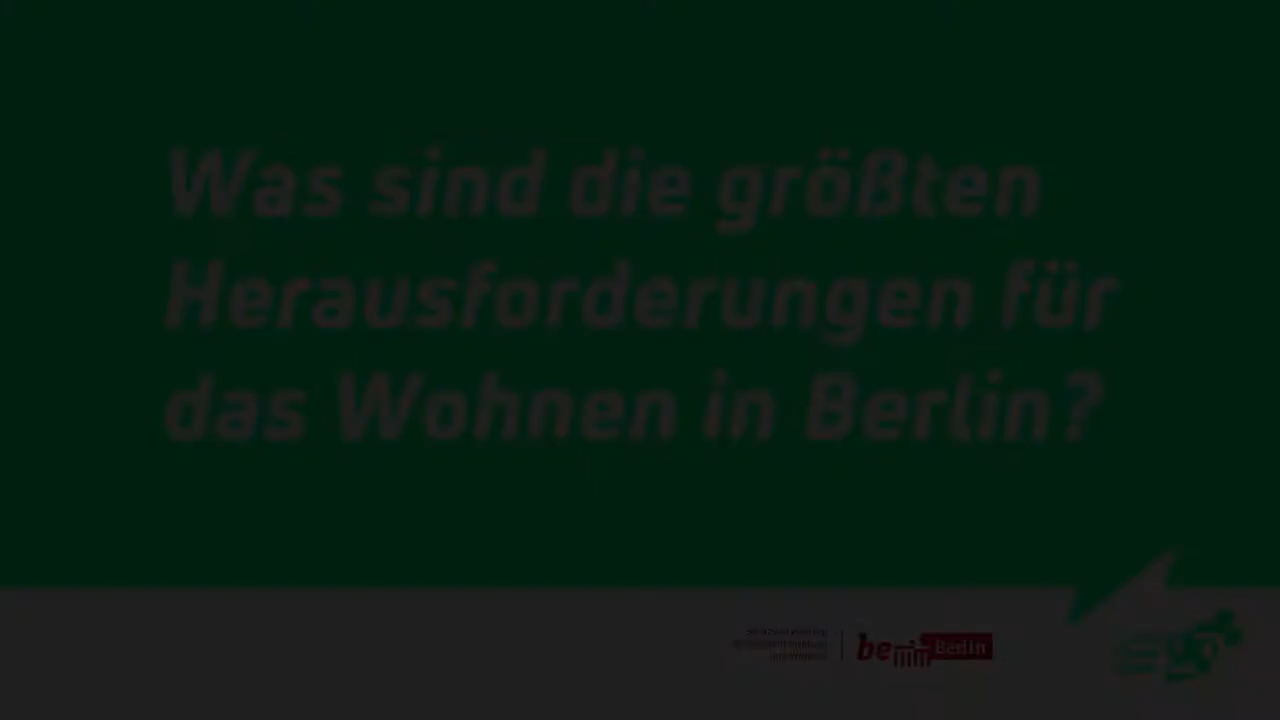 Was sind die größten
Herausforderungen für
das Wohnen in Berlin?
be Berlin